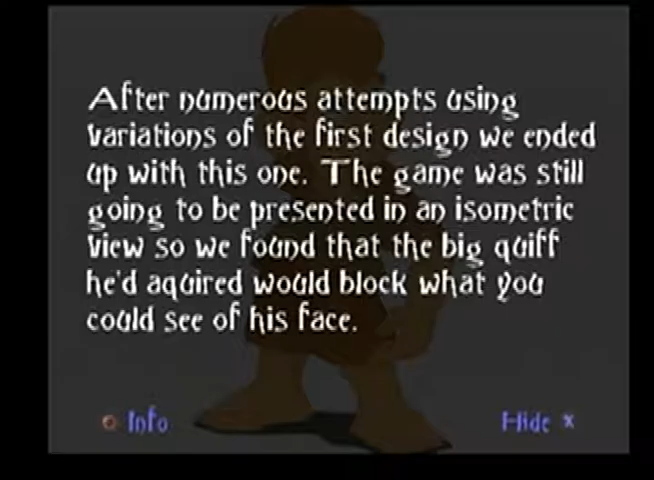 After numerous attempts using
variations of the first design we ended
up with this one. The game was still
going to be presented in an isometric
view so we found that the big quiff
he'd aquired would block what you
could see of his face.
Info
Hide x